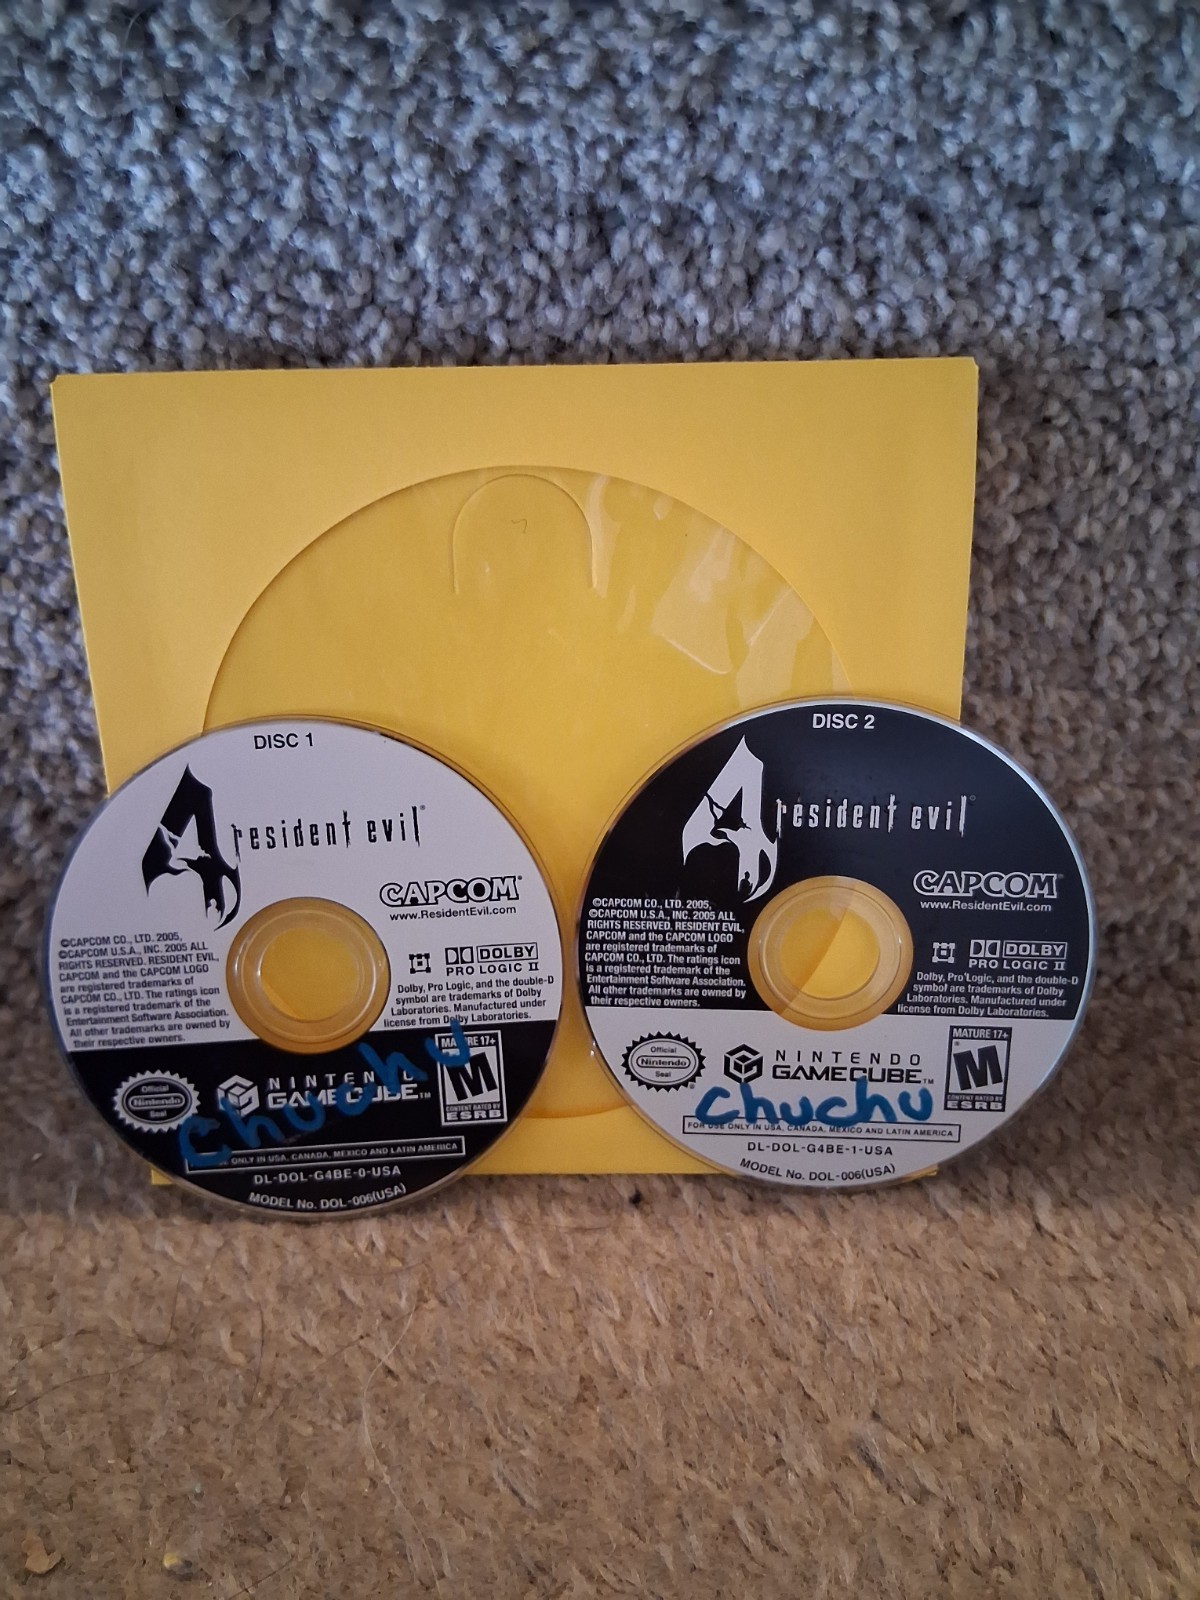 DISC 1
4 resident evil®
CAPCOM®
www.ResidentEvil.com
©CAPCOM CO., LTD. 2005,
©CAPCOM U.S.A., INC. 2005 ALL
RIGHTS RESERVED. RESIDENT EVIL,
CAPCOM and the CAPCOM LOGO
are registered trademarks of
CAPCOM CO., LTD. The ratings icon
is a registered trademark of the
Entertainment Software Association.
All other trademarks are owned by
their respective owners.
DOLBY
PRO LOGIC II
Dolby, Pro Logic, and the double-D
symbol are trademarks of Dolby
Laboratories. Manufactured under
license from Dolby Laboratories.
Official
Nintendo
Seal
NINTENDO
GAMECUBE™
MATURE 17+
M
CONTENT RATED BY
ESRB
Chuchu
ONLY IN USA, CANADA, MEXICO AND LATIN AMERICA
DL-DOL-G4BE-0-USA
MODEL No. DOL-006(USA)
DISC 2
4 resident evil®
CAPCOM®
www.ResidentEvil.com
©CAPCOM CO., LTD. 2005,
©CAPCOM U.S.A., INC. 2005 ALL
RIGHTS RESERVED. RESIDENT EVIL,
CAPCOM and the CAPCOM LOGO
are registered trademarks of
CAPCOM CO., LTD. The ratings icon
is a registered trademark of the
Entertainment Software Association.
All other trademarks are owned by
their respective owners.
DOLBY
PRO LOGIC II
Dolby, Pro Logic, and the double-D
symbol are trademarks of Dolby
Laboratories. Manufactured under
license from Dolby Laboratories.
Official
Nintendo
Seal
NINTENDO
GAMECUBE™
MATURE 17+
M
CONTENT RATED BY
ESRB
Chuchu
FOR USE ONLY IN USA, CANADA, MEXICO AND LATIN AMERICA
DL-DOL-G4BE-1-USA
MODEL No. DOL-006(USA)